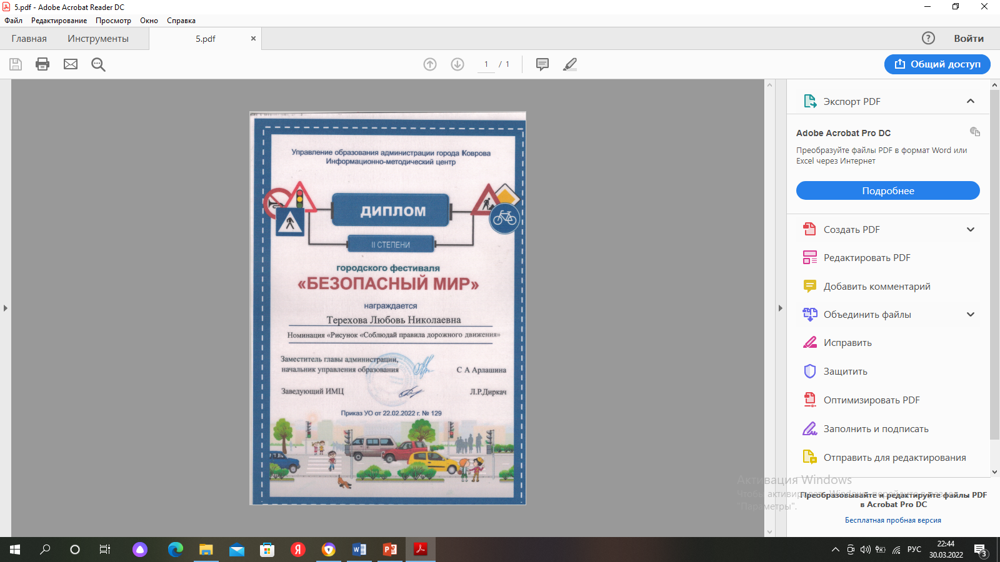 5.pdf - Adobe Acrobat Reader DC
Файл Редактирование Просмотр Окно Справка
Главная Инструменты 5.pdf ×
? Войти
1 / 1
Общий доступ
Управление образования администрации города Коврова
Информационно-методический центр
ДИПЛОМ
II СТЕПЕНИ
городского фестиваля
«БЕЗОПАСНЫЙ МИР»
награждается
Терехова Любовь Николаевна
Номинация «Рисунок «Соблюдай правила дорожного движения»
Заместитель главы администрации,
начальник управления образования С А Арлашина
Заведующий ИМЦ Л.Р.Диркач
Приказ УО от 22.02.2022 г. № 129
Экспорт PDF
Adobe Acrobat Pro DC
Преобразуйте файлы PDF в формат Word или
Excel через Интернет
Подробнее
Создать PDF
Редактировать PDF
Добавить комментарий
Объединить файлы
Исправить
Защитить
Оптимизировать PDF
Заполнить и подписать
Отправить для редактирования
Активация Windows
Чтобы активировать Windows, перейдите в раздел
"Параметры".
Преобразовывайте и редактируйте файлы PDF
в Acrobat Pro DC
Бесплатная пробная версия
РУС
22:44
30.03.2022
3